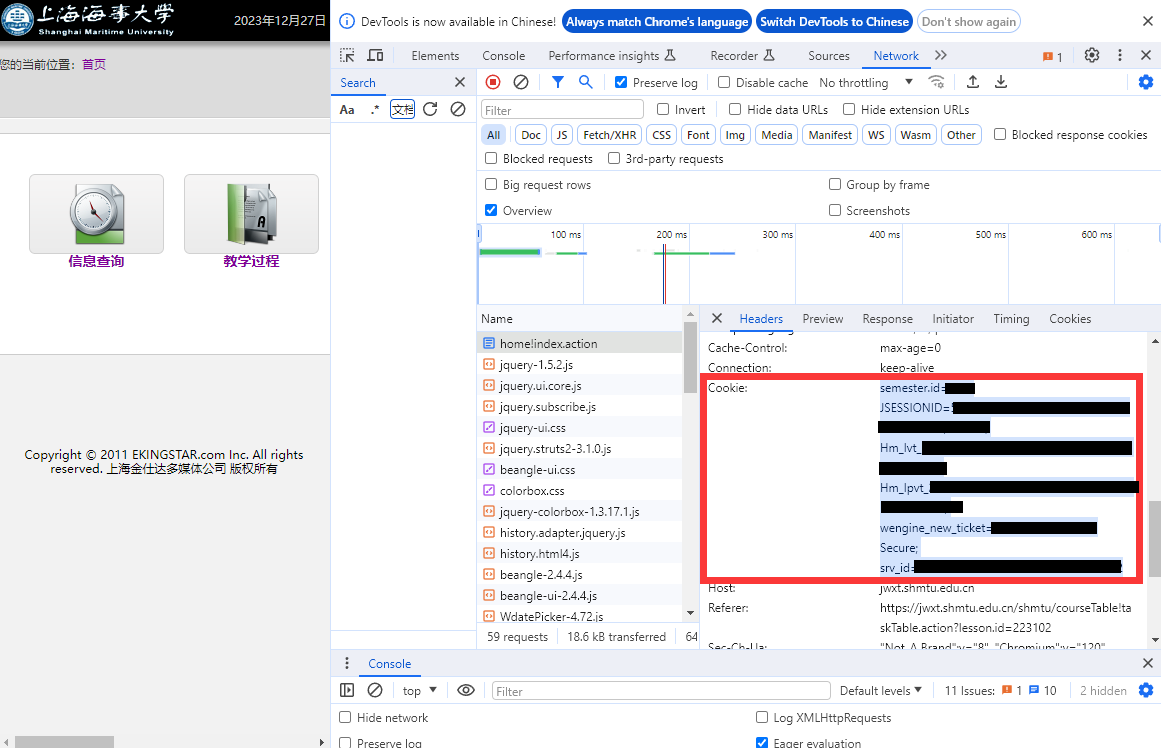 上海海事大学
Shanghai Maritime University
2023年12月27日
您的当前位置：首页
信息查询
教学过程
Copyright © 2011 EKINGSTAR.com Inc. All rights
reserved. 上海金仕达多媒体公司 版权所有
DevTools is now available in Chinese! Always match Chrome's language Switch DevTools to Chinese Don't show again
Elements Console Performance insights Recorder Sources Network 1
Search
Aa .* 文档
Preserve log Disable cache No throttling
Filter Invert Hide data URLs Hide extension URLs
All Doc JS Fetch/XHR CSS Font Img Media Manifest WS Wasm Other Blocked response cookies
Blocked requests 3rd-party requests
Big request rows Group by frame
Overview Screenshots
100 ms 200 ms 300 ms 400 ms 500 ms 600 ms
Name
home!index.action
jquery-1.5.2.js
jquery.ui.core.js
jquery.subscribe.js
jquery-ui.css
jquery.struts2-3.1.0.js
beangle-ui.css
colorbox.css
jquery-colorbox-1.3.17.1.js
history.adapter.jquery.js
history.html4.js
beangle-2.4.4.js
beangle-ui-2.4.4.js
WdatePicker-4.72.js
59 requests 18.6 kB transferred 64
Headers Preview Response Initiator Timing Cookies
Cache-Control: max-age=0
Connection: keep-alive
Cookie: semester.id=
JSESSIONID=
Hm_lvt_
Hm_lpvt_
wengine_new_ticket=
Secure;
srv_id=
Host: jwxt.shmtu.edu.cn
Referer: https://jwxt.shmtu.edu.cn/shmtu/courseTable!ta
skTable.action?lesson.id=223102
Sec-Ch-Ua: "Not_A Brand";v="8", "Chromium";v="120",
Console
top Filter Default levels 11 Issues: 1 10 2 hidden
Hide network Log XMLHttpRequests
Preserve log Eager evaluation